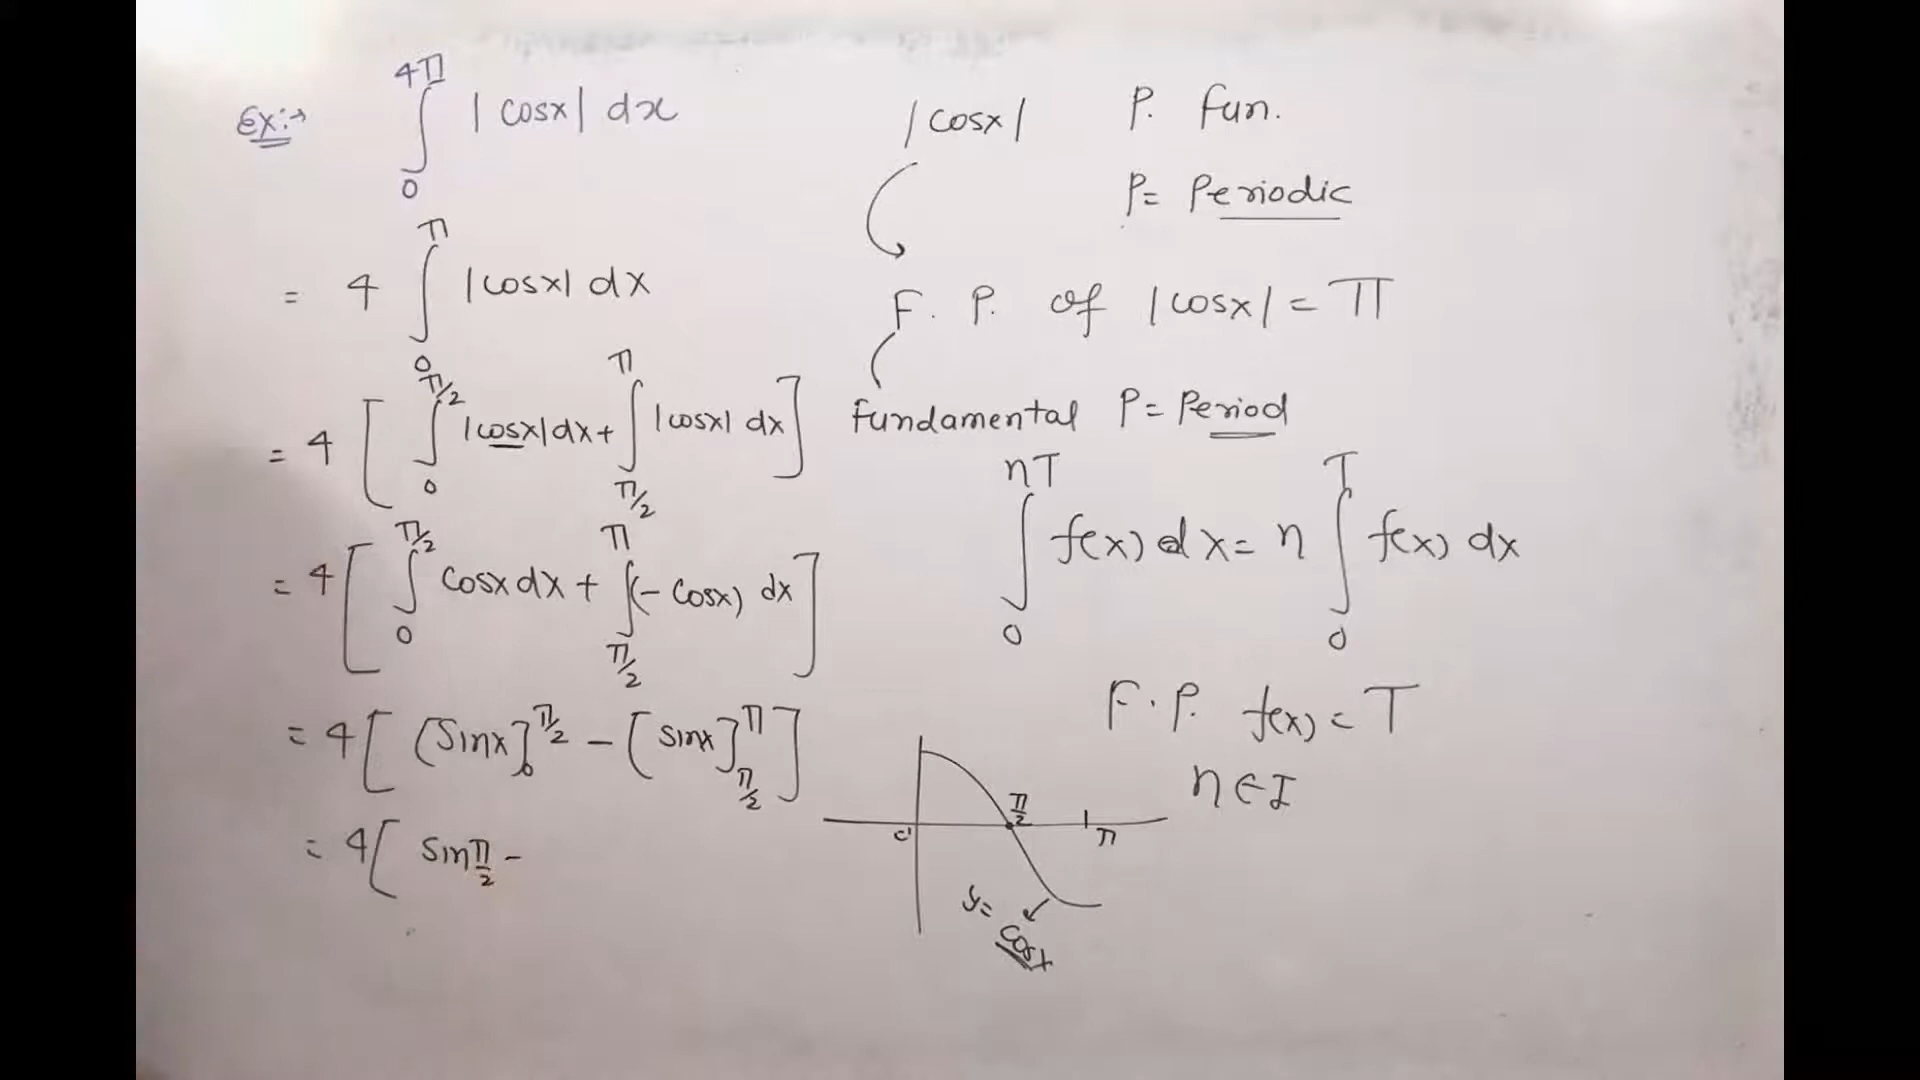 Ex:→ ∫₀^{4π} |cosx| dx
= 4 ∫₀^{π} |cosx| dx
= 4 [ ∫₀^{π/2} |cosx| dx + ∫_{π/2}^{π} |cosx| dx ]
= 4 [ ∫₀^{π/2} cosx dx + ∫_{π/2}^{π} (- cosx) dx ]
= 4 [ [sinx]₀^{π/2} - [sinx]_{π/2}^{π} ]
= 4 [ sin π/2 -
|cosx| P. fun.
P = Periodic
F. P. of |cosx| = π
fundamental P = Period
∫₀^{nT} f(x) dx = n ∫₀^{T} f(x) dx
F.P. f(x) = T
n ∈ I
π/2
π
y =
cosx